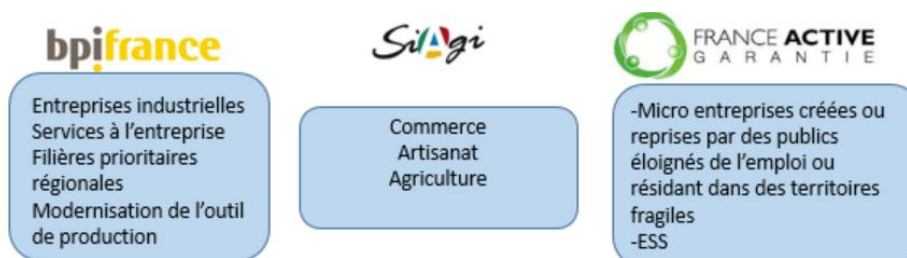 bpifrance
Entreprises industrielles
Services à l'entreprise
Filières prioritaires
régionales
Modernisation de l'outil
de production
SiAgi
Commerce
Artisanat
Agriculture
FRANCE ACTIVE
GARANTIE
-Micro entreprises créées ou
reprises par des publics
éloignés de l'emploi ou
résidant dans des territoires
fragiles
-ESS